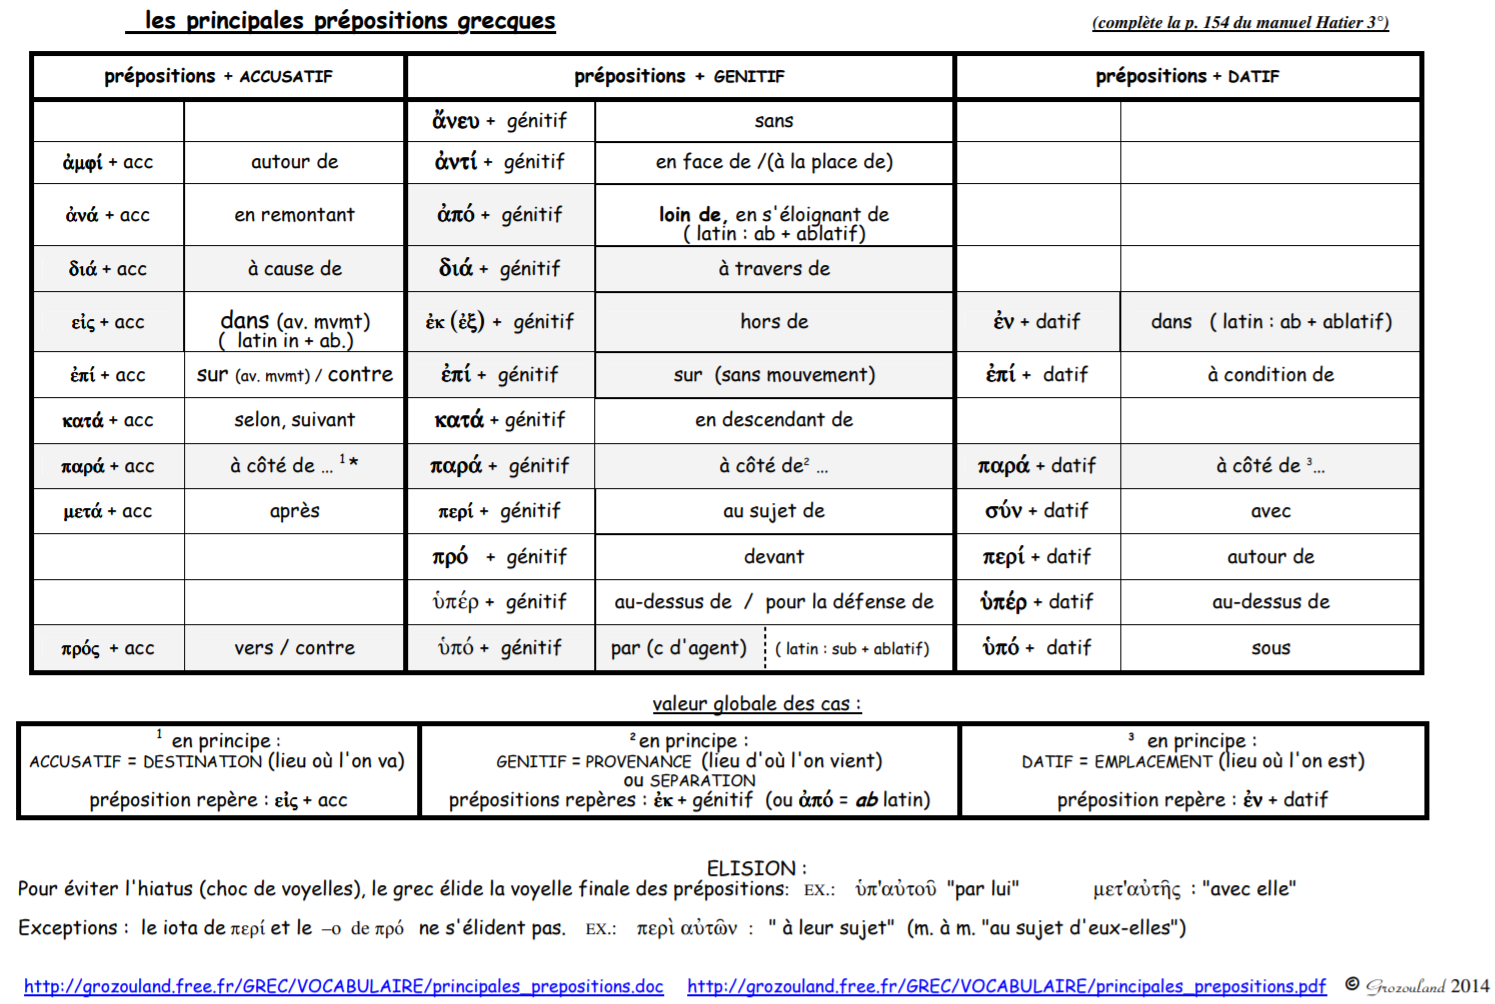 les principales prépositions grecques
(complète la p. 154 du manuel Hatier 3°)
prépositions + ACCUSATIF prépositions + GENITIF prépositions + DATIF
ἄνευ + génitif sans
ἀμφί + acc autour de ἀντί + génitif en face de /(à la place de)
ἀνά + acc en remontant ἀπό + génitif loin de, en s'éloignant de
( latin : ab + ablatif)
διά + acc à cause de διά + génitif à travers de
εἰς + acc dans (av. mvmt) ἐκ (ἐξ) + génitif hors de ἐν + datif dans ( latin : ab + ablatif)
( latin in + ab.)
ἐπί + acc sur (av. mvmt) / contre ἐπί + génitif sur (sans mouvement) ἐπί + datif à condition de
κατά + acc selon, suivant κατά + génitif en descendant de
παρά + acc à côté de ... ¹ * παρά + génitif à côté de² ... παρά + datif à côté de ³...
μετά + acc après περί + génitif au sujet de σύν + datif avec
πρό + génitif devant περί + datif autour de
ὑπέρ + génitif au-dessus de / pour la défense de ὑπέρ + datif au-dessus de
πρός + acc vers / contre ὑπό + génitif par (c d'agent) ( latin : sub + ablatif) ὑπό + datif sous
valeur globale des cas :
¹ en principe :
ACCUSATIF = DESTINATION (lieu où l'on va)
préposition repère : εἰς + acc
² en principe :
GENITIF = PROVENANCE (lieu d'où l'on vient)
ou SEPARATION
prépositions repères : ἐκ + génitif (ou ἀπό = ab latin)
³ en principe :
DATIF = EMPLACEMENT (lieu où l'on est)
préposition repère : ἐν + datif
ELISION :
Pour éviter l'hiatus (choc de voyelles), le grec élide la voyelle finale des prépositions: EX.: ὑπ'αὐτοῦ "par lui" μετ'αὐτῆς : "avec elle"
Exceptions : le iota de περί et le –ο de πρό ne s'élident pas. EX.: περὶ αὐτῶν : " à leur sujet" (m. à m. "au sujet d'eux-elles")
http://grozouland.free.fr/GREC/VOCABULAIRE/principales_prepositions.doc http://grozouland.free.fr/GREC/VOCABULAIRE/principales_prepositions.pdf © Grozouland 2014